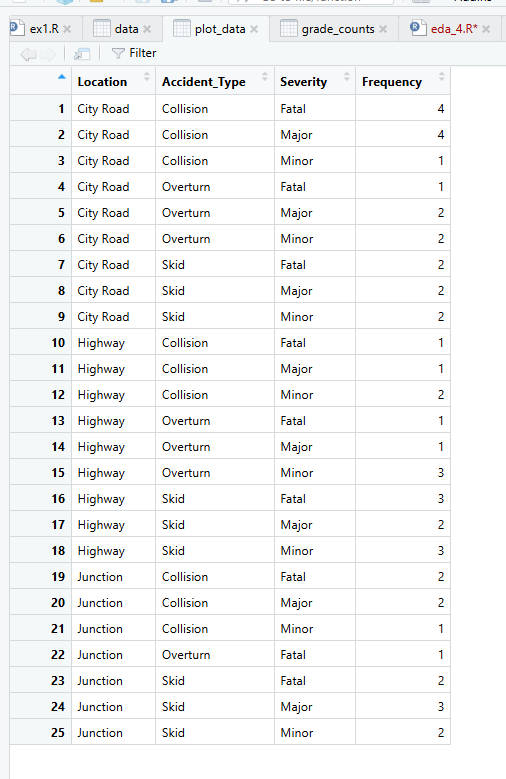 ex1.R data plot_data grade_counts eda_4.R*
Filter
Location Accident_Type Severity Frequency
1 City Road Collision Fatal 4
2 City Road Collision Major 4
3 City Road Collision Minor 1
4 City Road Overturn Fatal 1
5 City Road Overturn Major 2
6 City Road Overturn Minor 2
7 City Road Skid Fatal 2
8 City Road Skid Major 2
9 City Road Skid Minor 2
10 Highway Collision Fatal 1
11 Highway Collision Major 1
12 Highway Collision Minor 2
13 Highway Overturn Fatal 1
14 Highway Overturn Major 1
15 Highway Overturn Minor 3
16 Highway Skid Fatal 3
17 Highway Skid Major 2
18 Highway Skid Minor 3
19 Junction Collision Fatal 2
20 Junction Collision Major 2
21 Junction Collision Minor 1
22 Junction Overturn Fatal 1
23 Junction Skid Fatal 2
24 Junction Skid Major 3
25 Junction Skid Minor 2